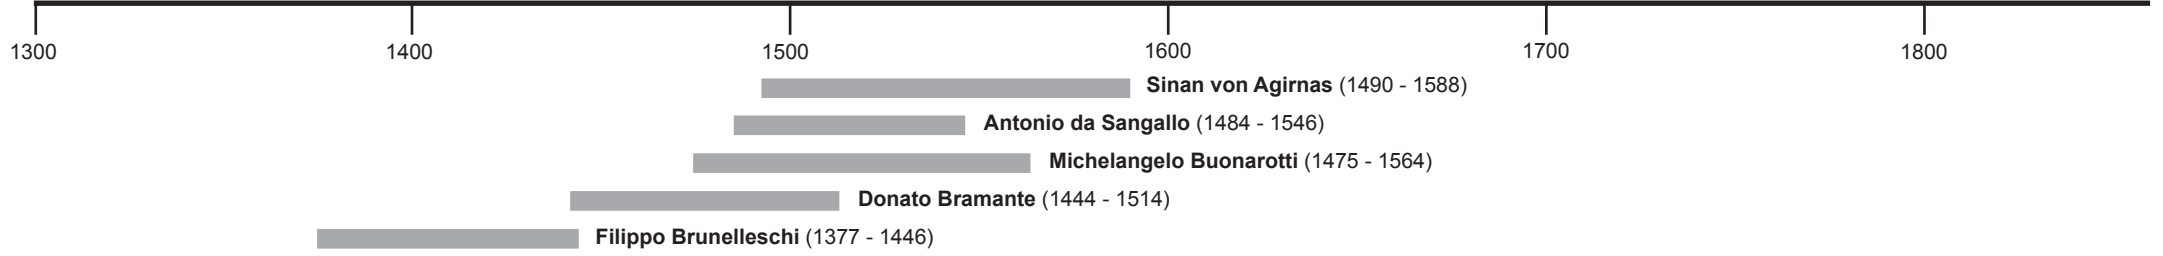 1300 1400 1500 1600 1700 1800
Sinan von Agirnas (1490 - 1588)
Antonio da Sangallo (1484 - 1546)
Michelangelo Buonarotti (1475 - 1564)
Donato Bramante (1444 - 1514)
Filippo Brunelleschi (1377 - 1446)